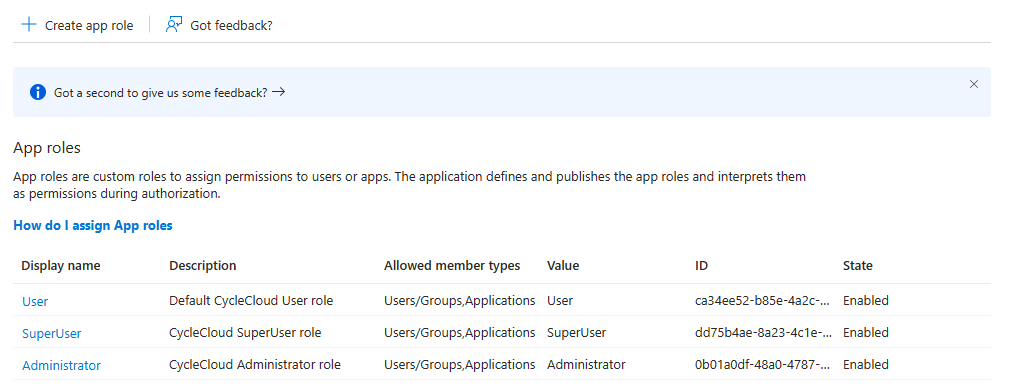 Create app role Got feedback?
Got a second to give us some feedback? →
App roles
App roles are custom roles to assign permissions to users or apps. The application defines and publishes the app roles and interprets them
as permissions during authorization.
How do I assign App roles
Display name Description Allowed member types Value ID State
User Default CycleCloud User role Users/Groups,Applications User ca34ee52-b85e-4a2c-... Enabled
SuperUser CycleCloud SuperUser role Users/Groups,Applications SuperUser dd75b4ae-8a23-4c1e-... Enabled
Administrator CycleCloud Administrator role Users/Groups,Applications Administrator 0b01a0df-48a0-4787-... Enabled